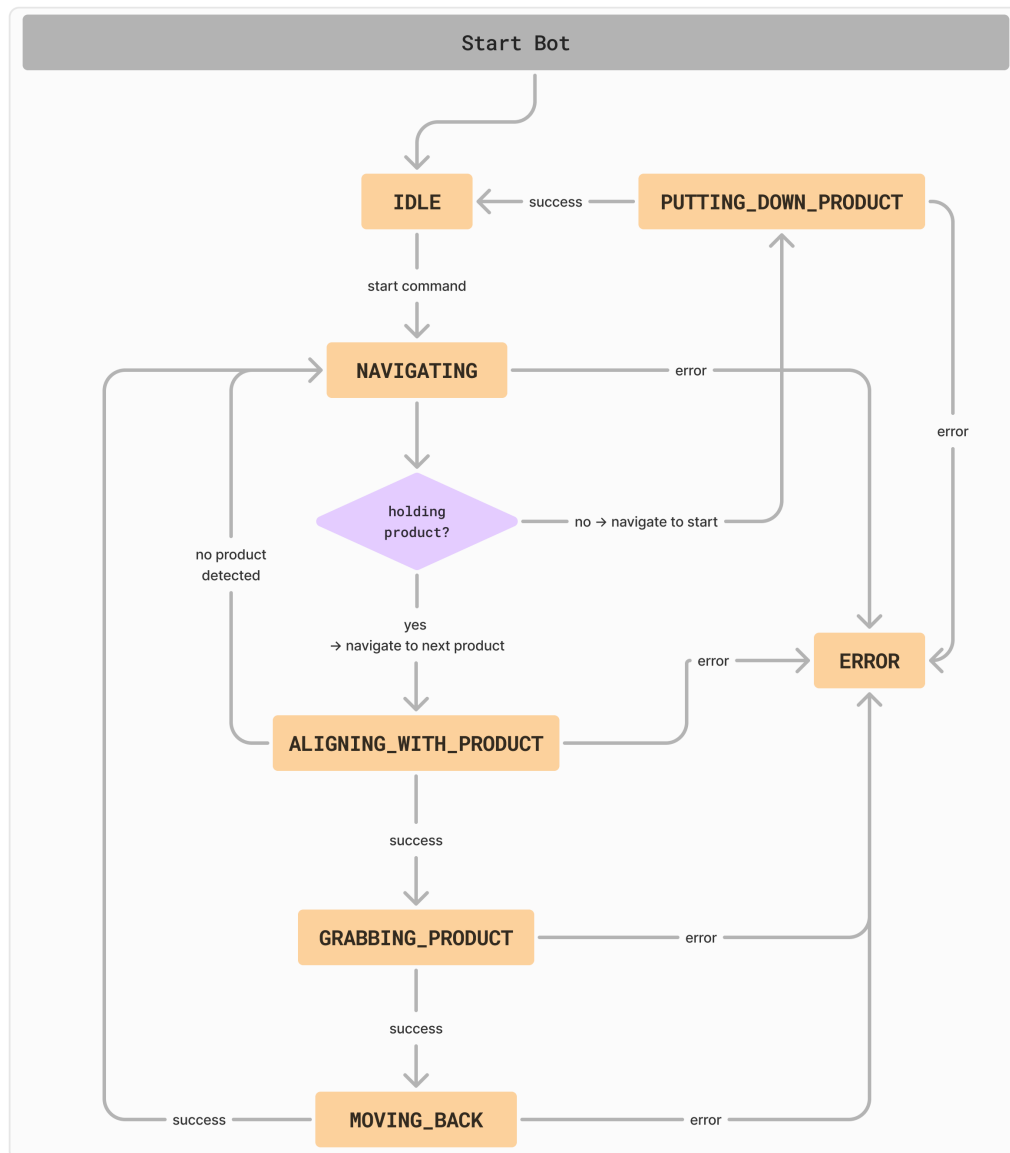 Start Bot
IDLE
success
PUTTING_DOWN_PRODUCT
start command
NAVIGATING
error
error
holding
product?
no → navigate to start
no product
detected
yes
→ navigate to next product
error
ERROR
ALIGNING_WITH_PRODUCT
success
GRABBING_PRODUCT
error
success
success
MOVING_BACK
error